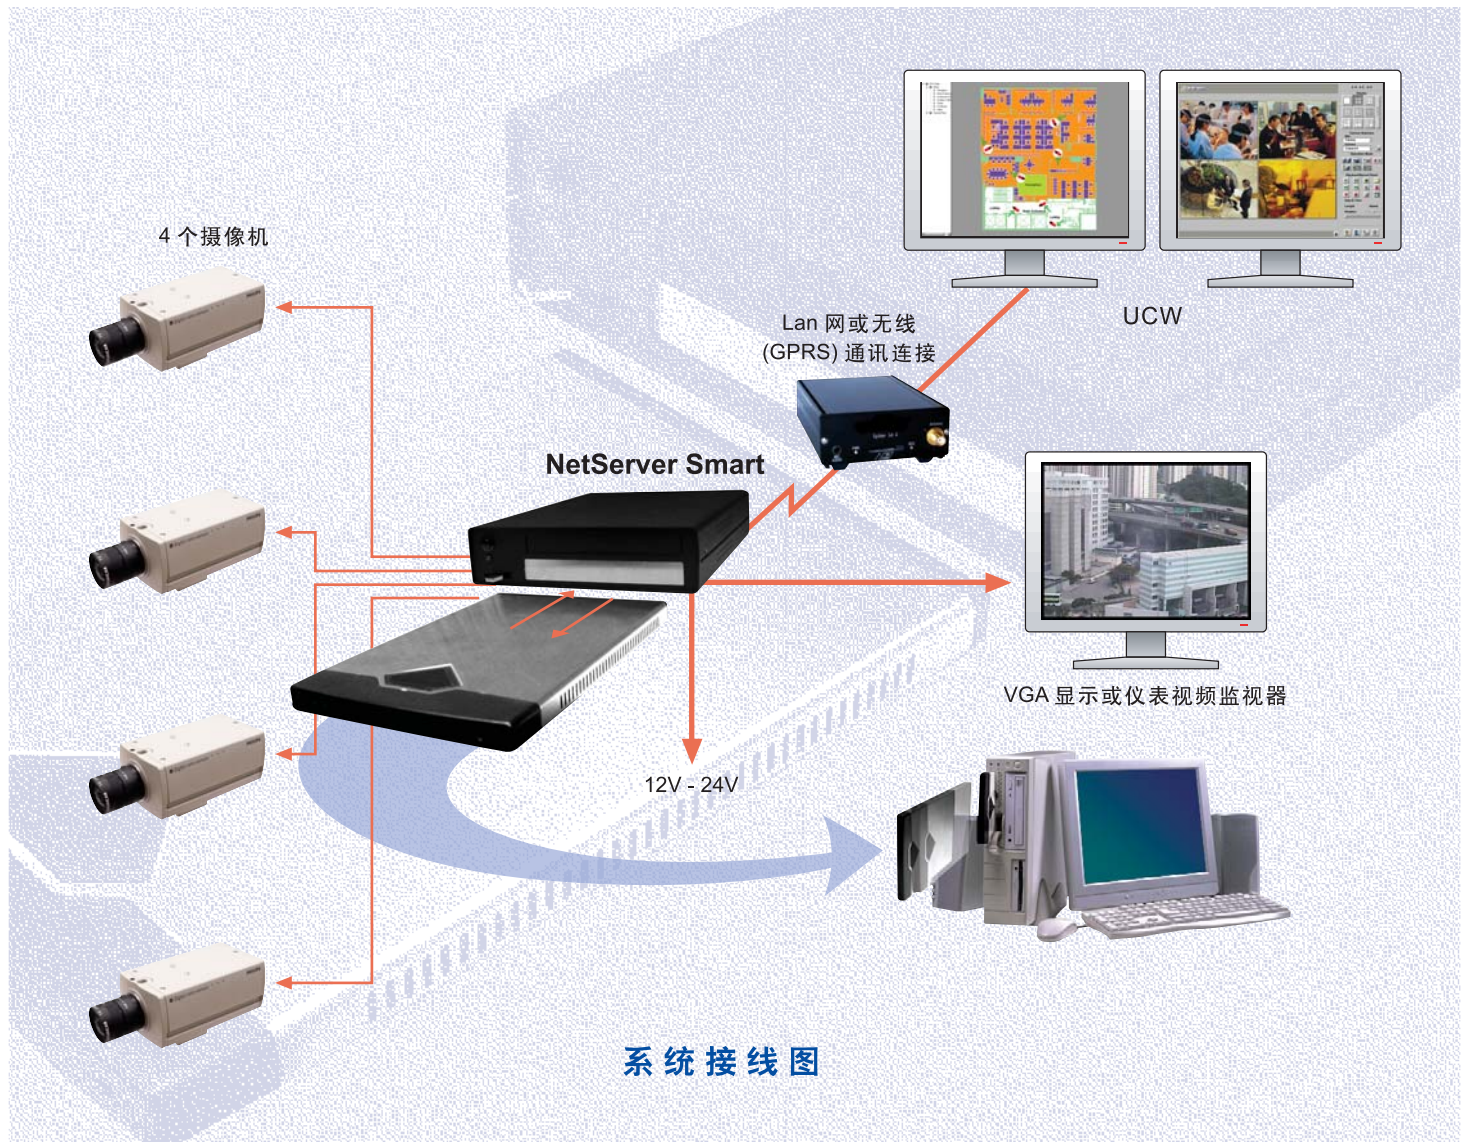 4 个摄像机
Lan 网或无线
(GPRS) 通讯连接
UCW
NetServer Smart
VGA 显示或仪表视频监视器
12V - 24V
系统接线图